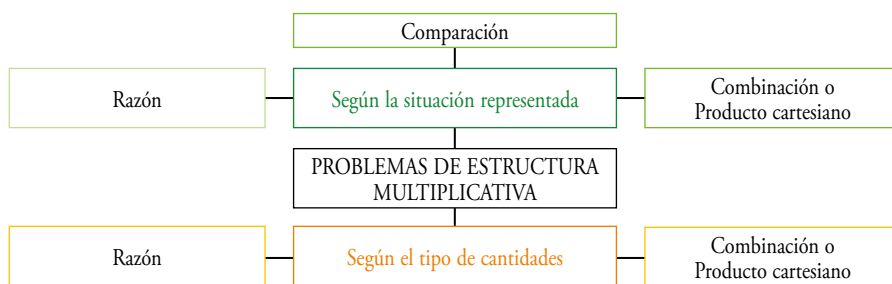 Comparación
Razón
Según la situación representada
Combinación o
Producto cartesiano
PROBLEMAS DE ESTRUCTURA
MULTIPLICATIVA
Razón
Según el tipo de cantidades
Combinación o
Producto cartesiano